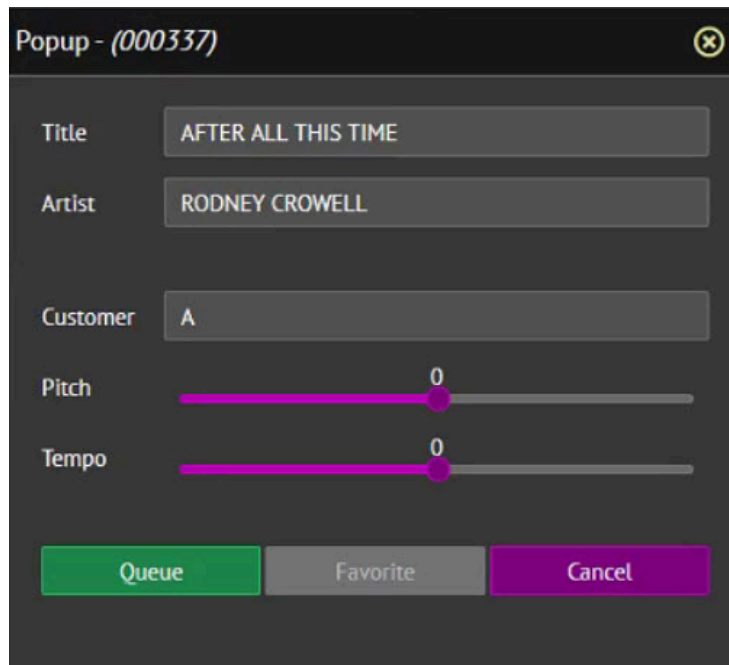 Popup - (000337)
Title AFTER ALL THIS TIME
Artist RODNEY CROWELL
Customer A
Pitch 0
Tempo 0
Queue Favorite Cancel